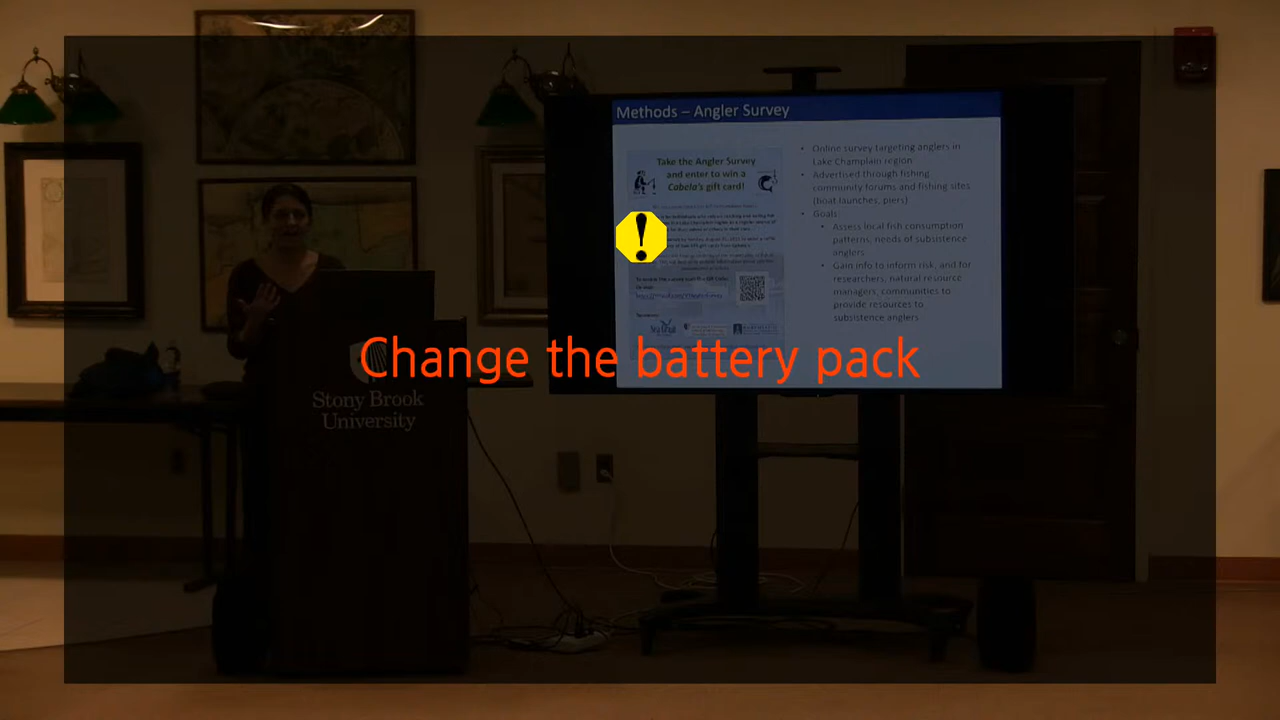 Methods – Angler Survey
Take the Angler Survey
and enter to win a
Cabela's gift card!
• Online survey targeting anglers in
Lake Champlain region
• Advertised through fishing
community forums and fishing sites
(boat launches, piers)
• Goals
• Assess local fish consumption
patterns, needs of subsistence
anglers
• Gain info to inform risk, and for
researchers, natural resource
managers, communities to
provide resources to
subsistence anglers
Change the battery pack
Stony Brook
University